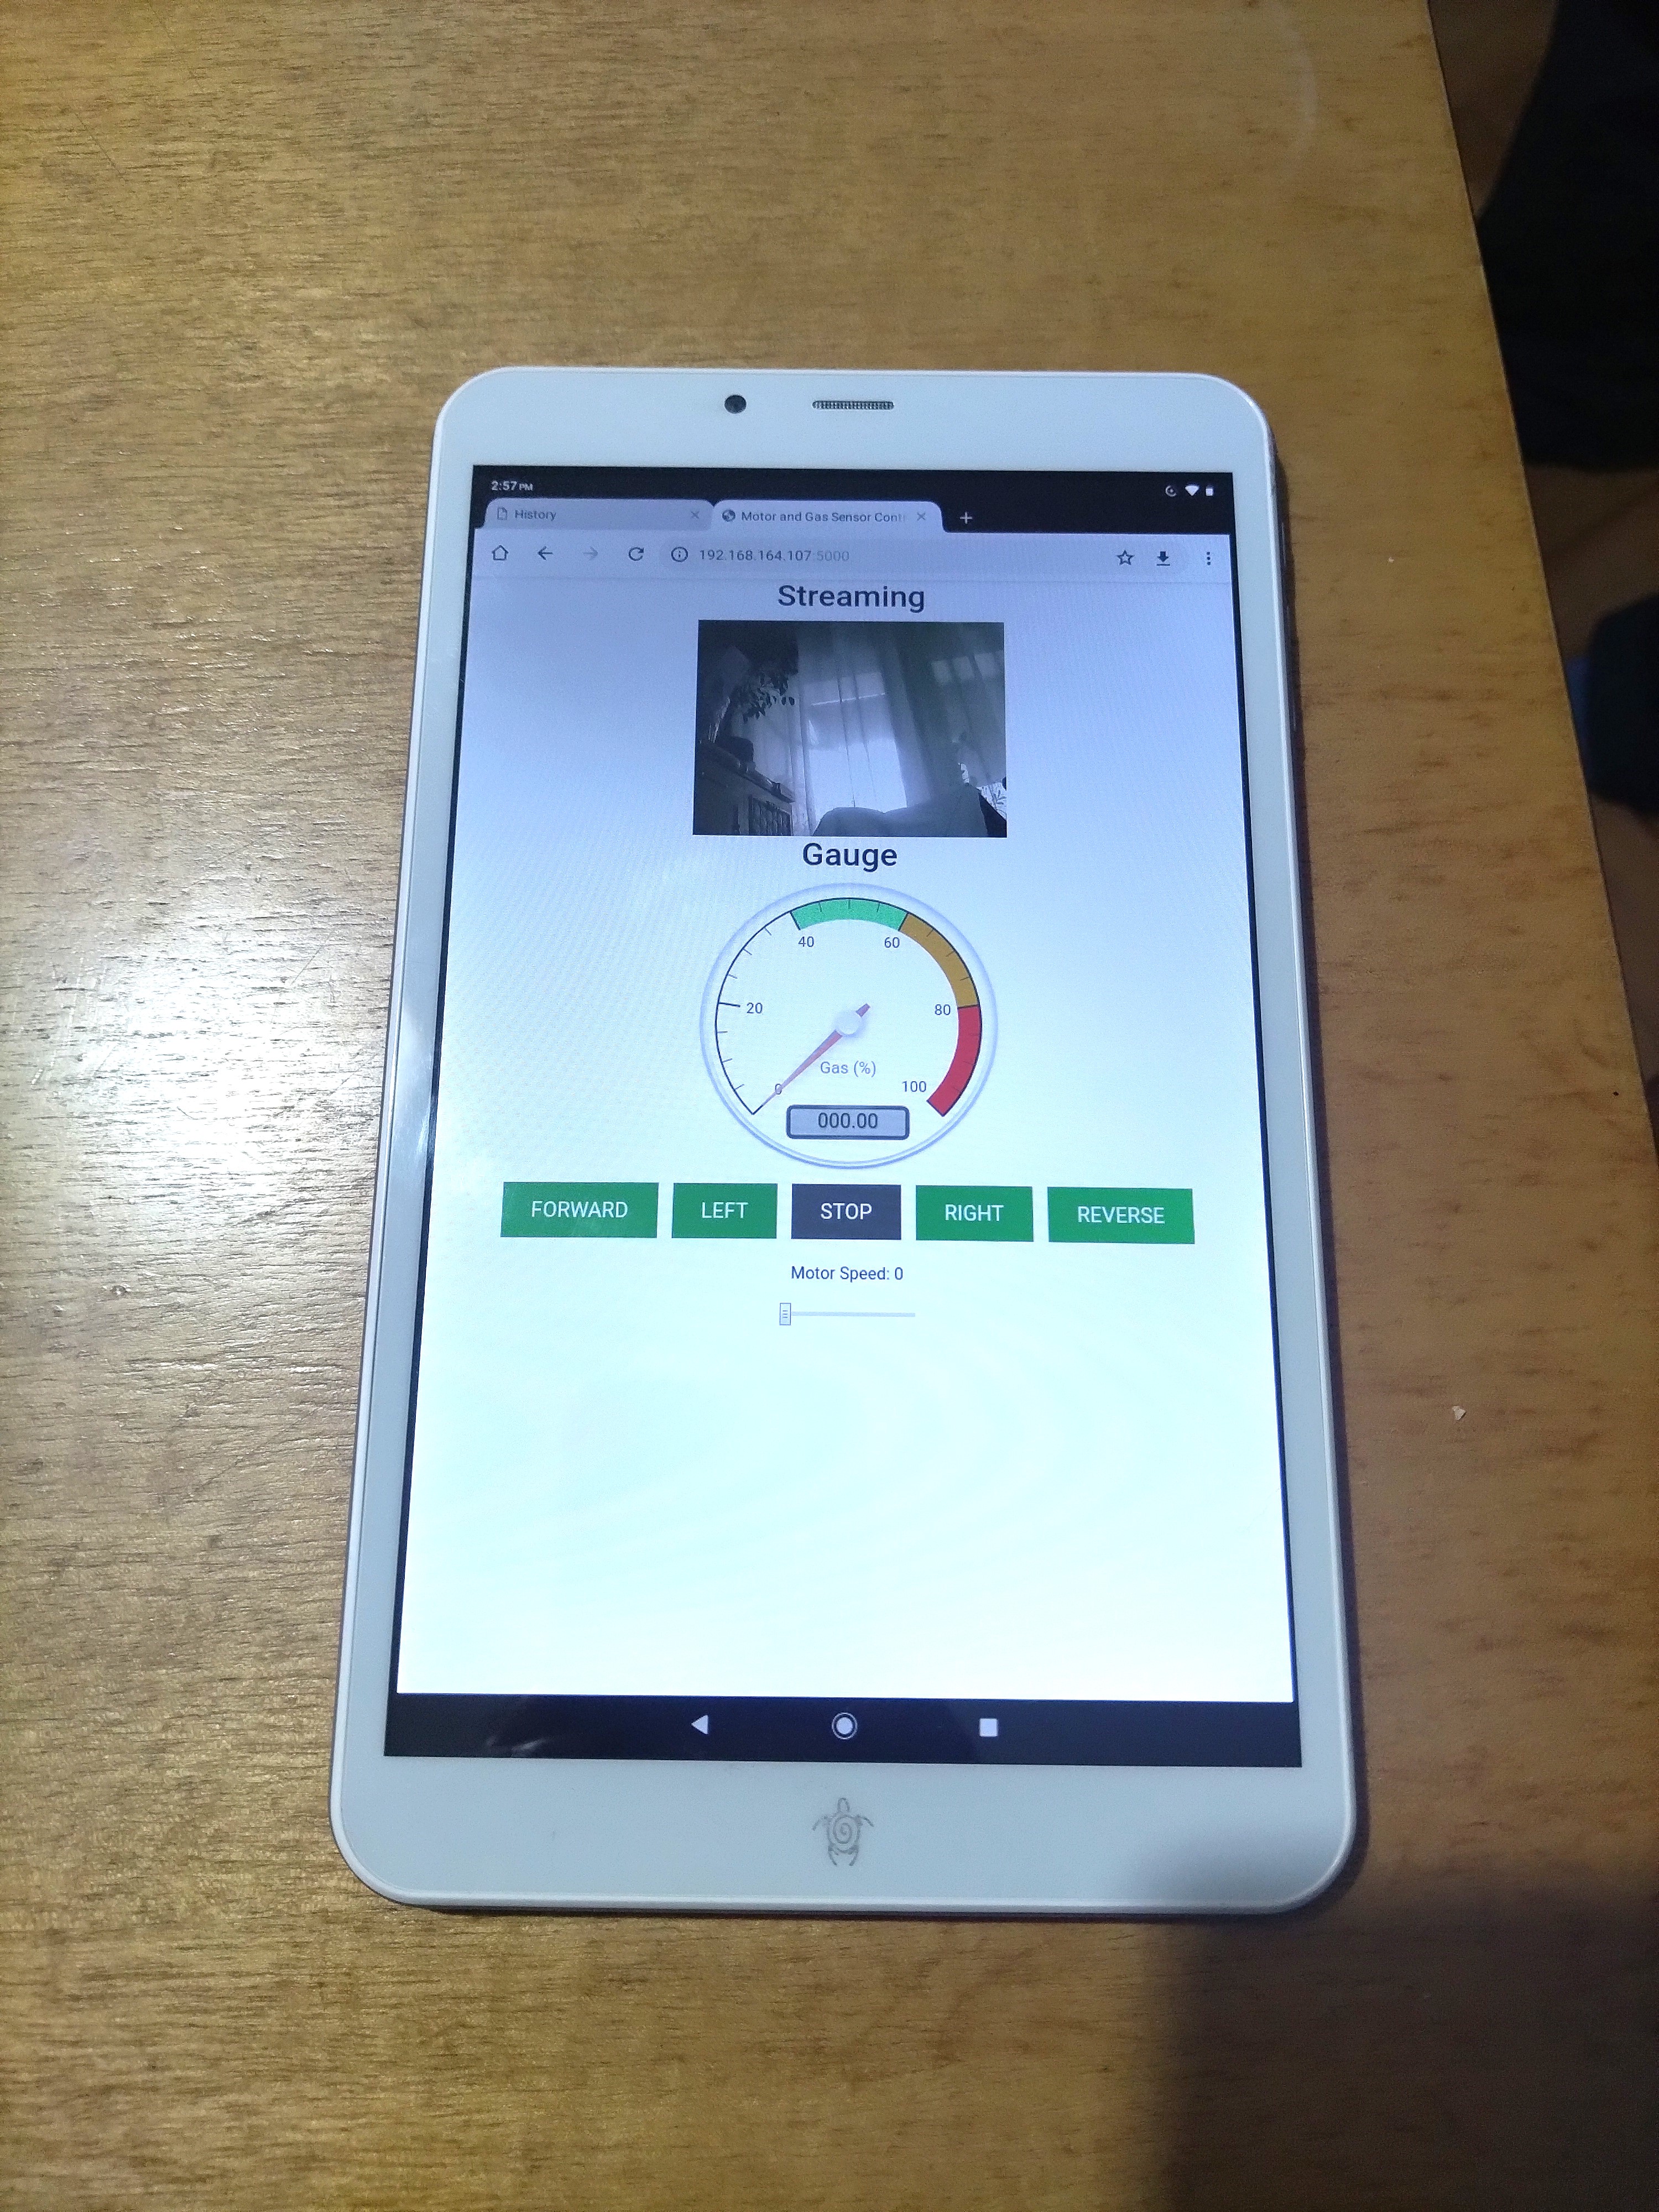 2:57 PM
History
Motor and Gas Sensor Cont
192.168.164.107:5000
Streaming
Gauge
40 60
20 80
Gas (%)
0 100
000.00
FORWARD LEFT STOP RIGHT REVERSE
Motor Speed: 0